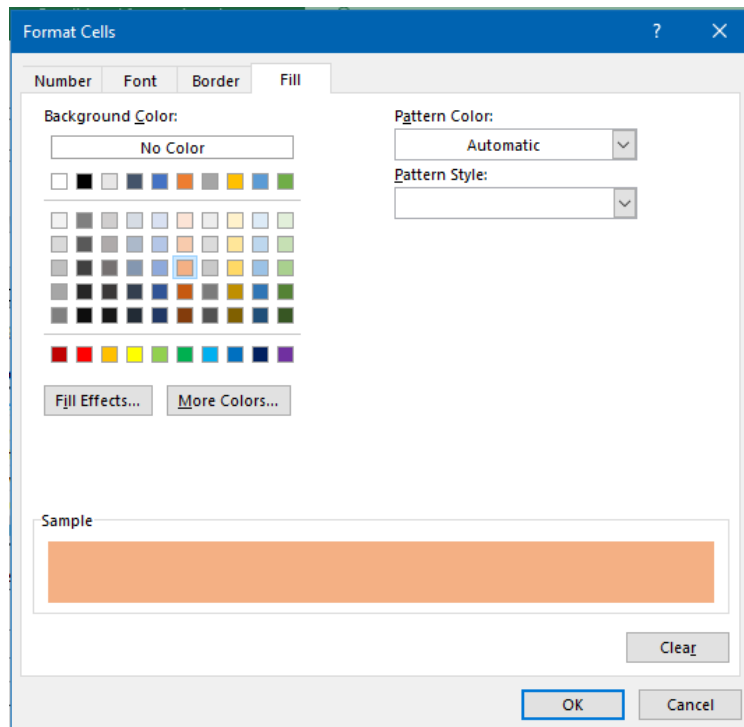 Format Cells ?
Number Font Border Fill
Background Color: Pattern Color:
No Color Automatic
Pattern Style:
Fill Effects... More Colors...
Sample
Clear
OK Cancel